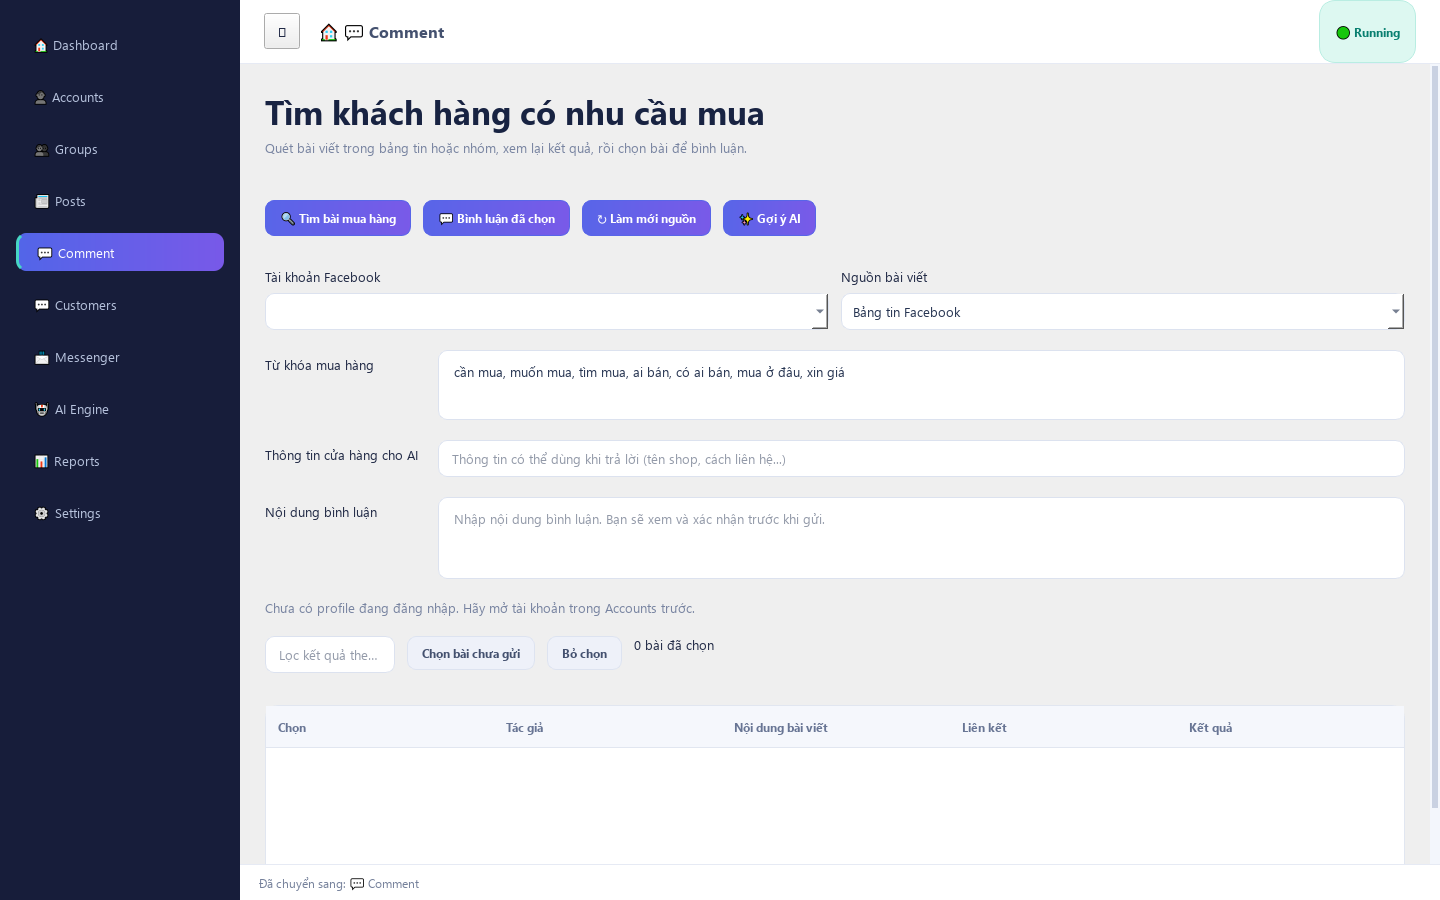 Dashboard
Accounts
Groups
Posts
Comment
Customers
Messenger
AI Engine
Reports
Settings
Comment
Running
Tìm khách hàng có nhu cầu mua
Quét bài viết trong bảng tin hoặc nhóm, xem lại kết quả, rồi chọn bài để bình luận.
Tìm bài mua hàng
Bình luận đã chọn
↻ Làm mới nguồn
Gợi ý AI
Tài khoản Facebook
Nguồn bài viết
Bảng tin Facebook
Từ khóa mua hàng
cần mua, muốn mua, tìm mua, ai bán, có ai bán, mua ở đâu, xin giá
Thông tin cửa hàng cho AI
Thông tin có thể dùng khi trả lời (tên shop, cách liên hệ...)
Nội dung bình luận
Nhập nội dung bình luận. Bạn sẽ xem và xác nhận trước khi gửi.
Chưa có profile đang đăng nhập. Hãy mở tài khoản trong Accounts trước.
Lọc kết quả the...
Chọn bài chưa gửi
Bỏ chọn
0 bài đã chọn
Chọn
Tác giả
Nội dung bài viết
Liên kết
Kết quả
Đã chuyển sang: 💬 Comment